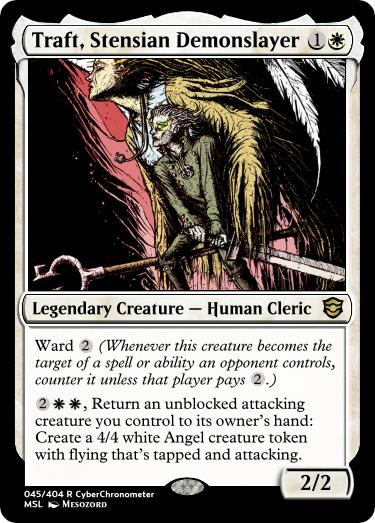 Traft, Stensian Demonslayer 1
Legendary Creature — Human Cleric
Ward 2 (Whenever this creature becomes the
target of a spell or ability an opponent controls,
counter it unless that player pays 2.)
2, Return an unblocked attacking
creature you control to its owner's hand:
Create a 4/4 white Angel creature token
with flying that's tapped and attacking.
2/2
045/404 R CyberChronometer
MSL Mesozord